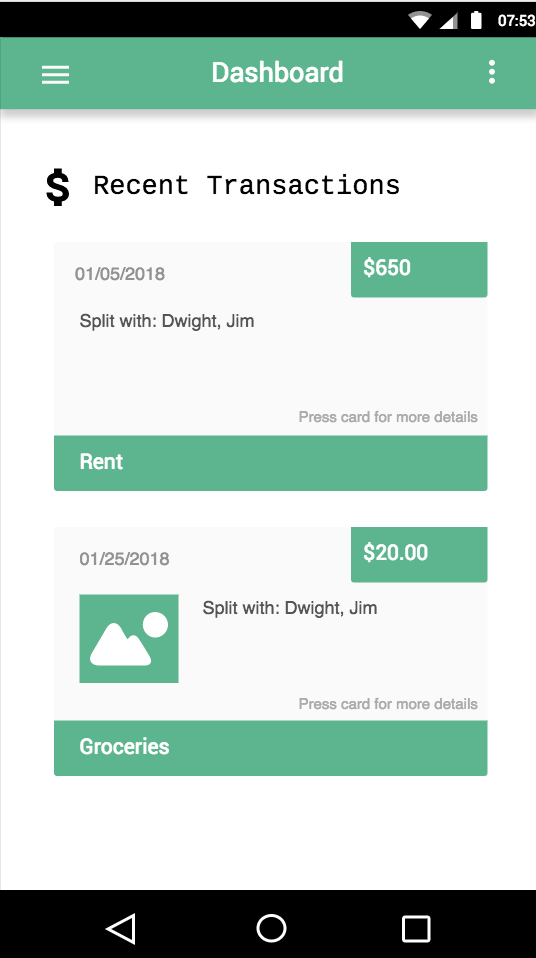 07:53
Dashboard
$ Recent Transactions
01/05/2018
$650
Split with: Dwight, Jim
Press card for more details
Rent
01/25/2018
$20.00
Split with: Dwight, Jim
Press card for more details
Groceries